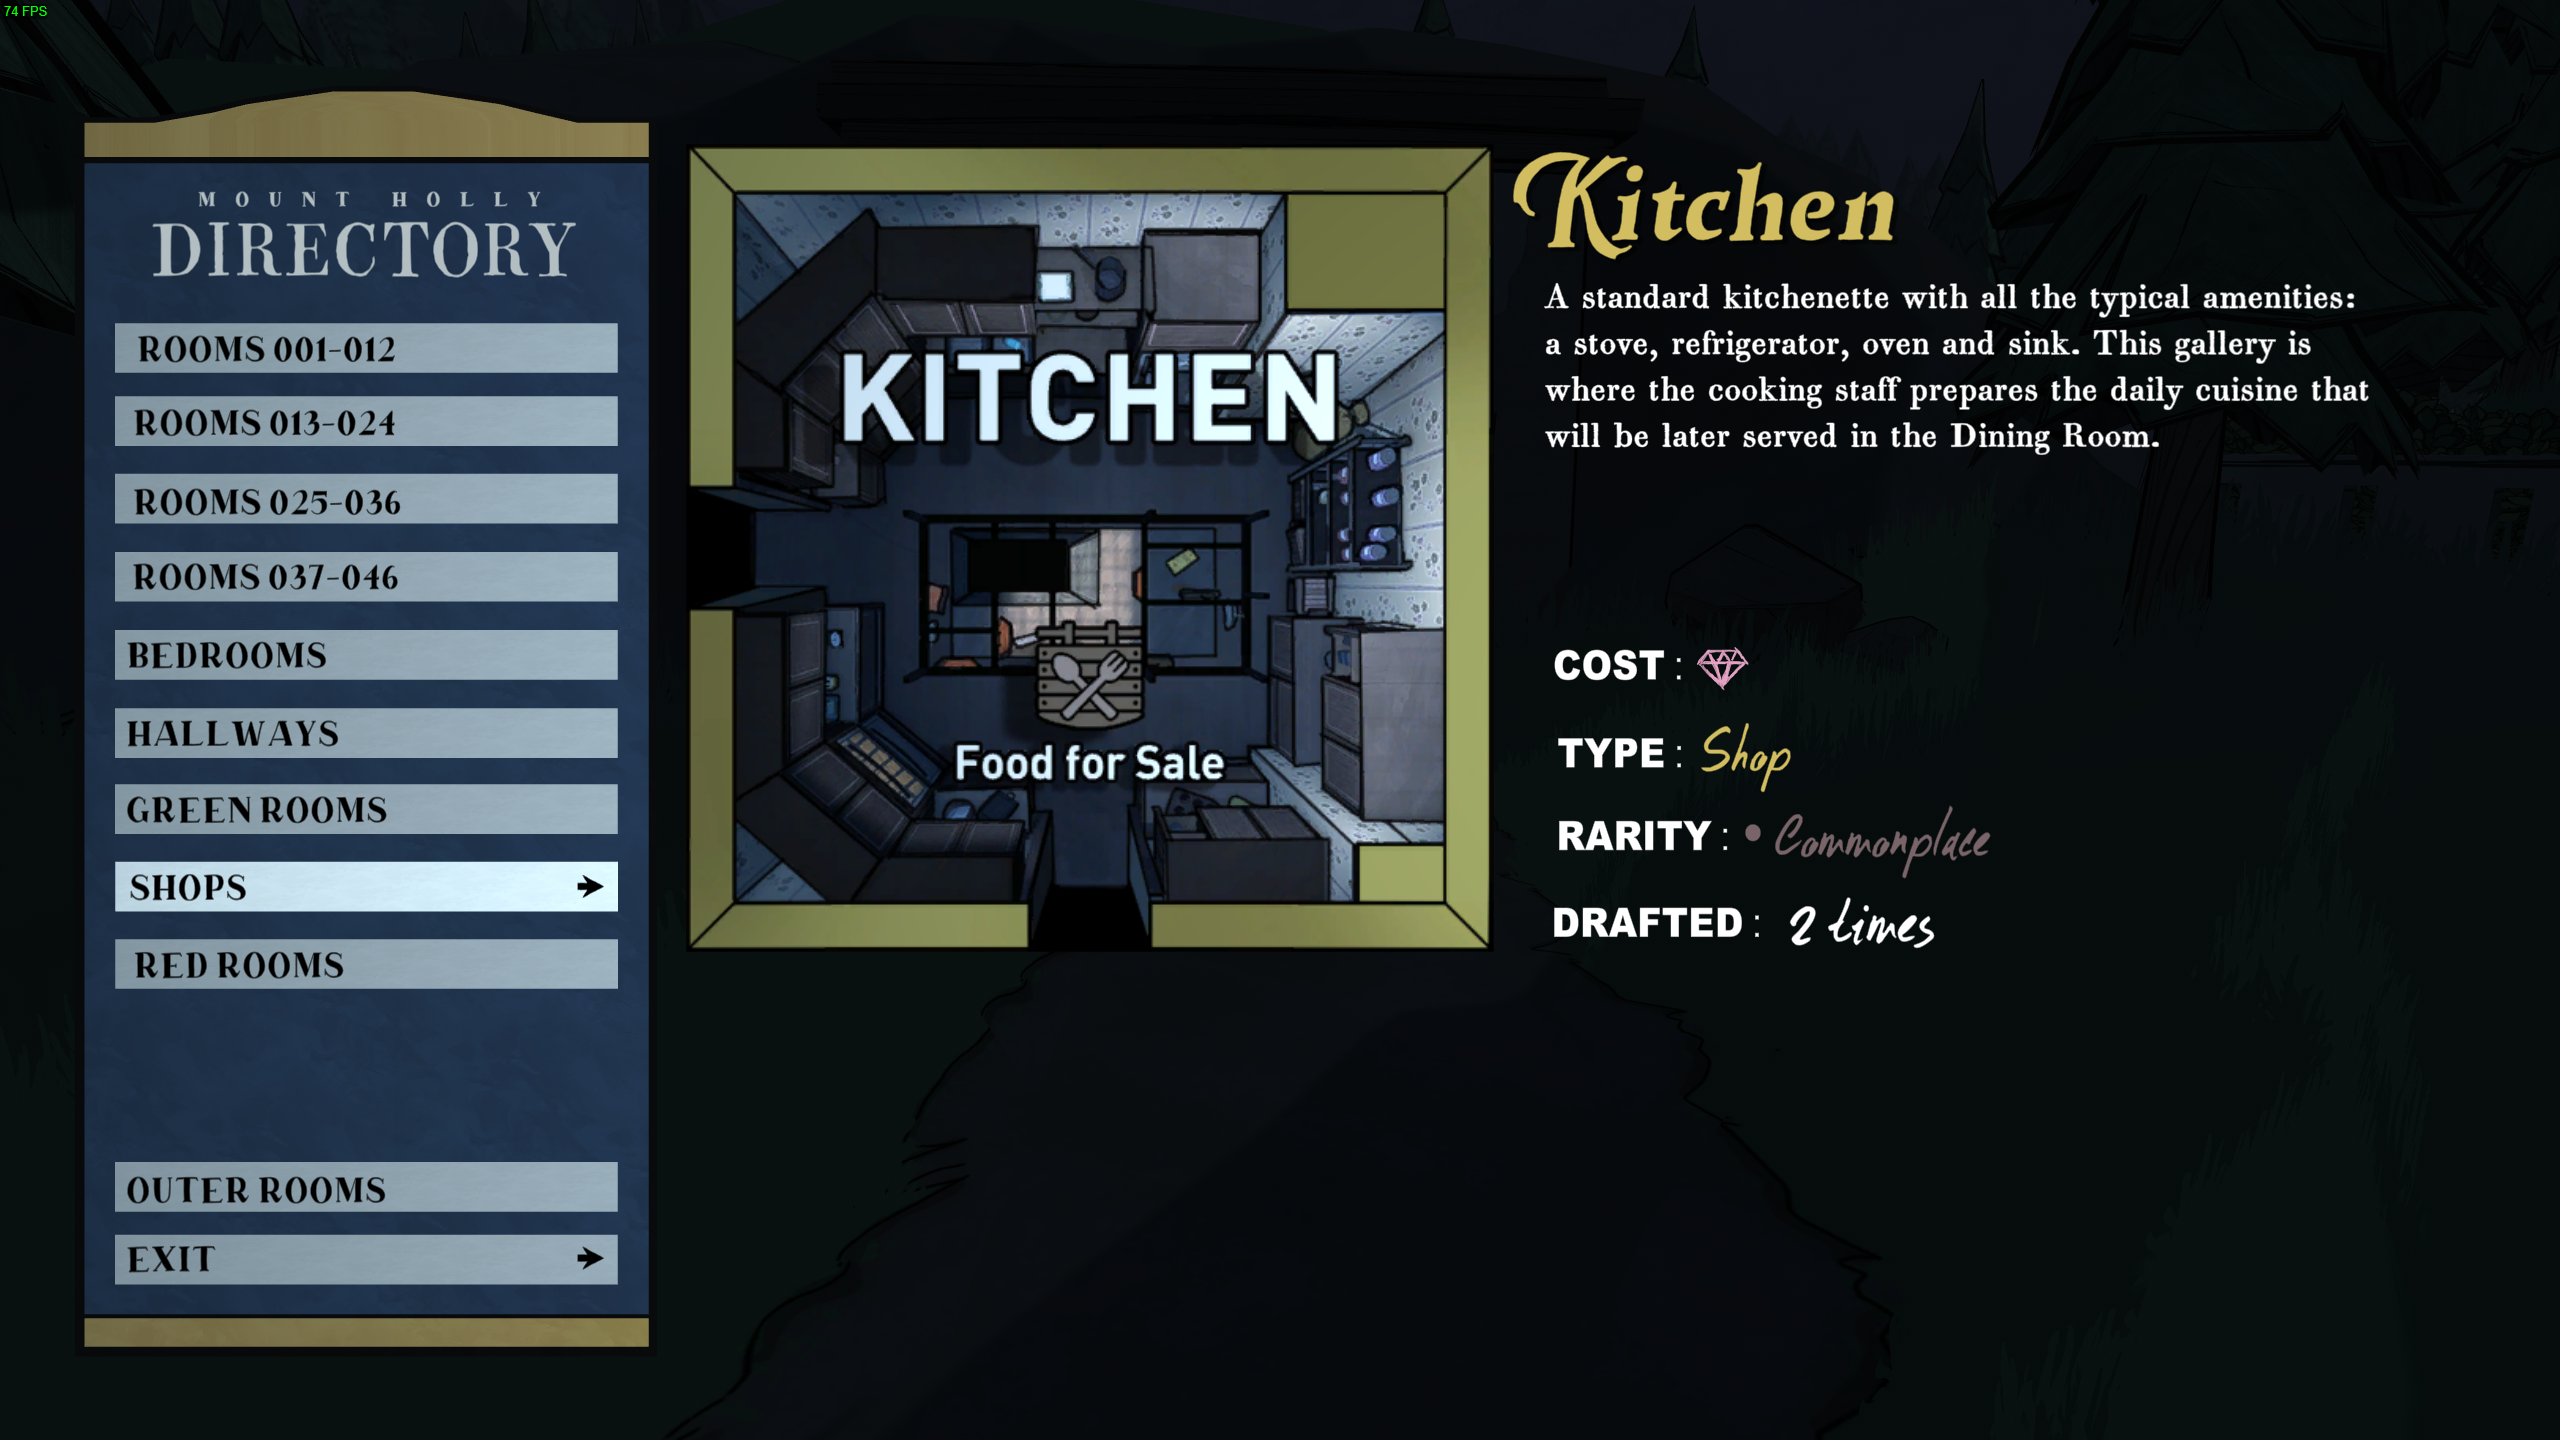 74 FPS
MOUNT HOLLY
DIRECTORY
ROOMS 001-012
ROOMS 013-024
ROOMS 025-036
ROOMS 037-046
BEDROOMS
HALLWAYS
GREEN ROOMS
SHOPS
RED ROOMS
OUTER ROOMS
EXIT
KITCHEN
Food for Sale
Kitchen
A standard kitchenette with all the typical amenities:
a stove, refrigerator, oven and sink. This gallery is
where the cooking staff prepares the daily cuisine that
will be later served in the Dining Room.
COST :
TYPE : Shop
RARITY : • Commonplace
DRAFTED : 2 times